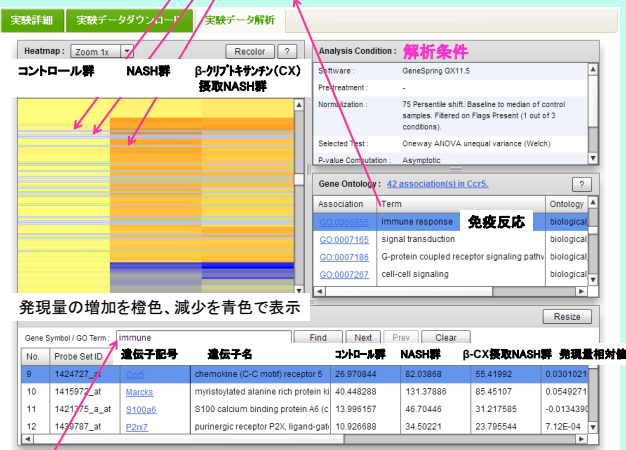 実験詳細 実験データダウンロード 実験データ解析
Heatmap : Zoom 1x Recolor ?
コントロール群 NASH群 β-クリプトキサンチン(CX)
摂取NASH群
発現量の増加を橙色、減少を青色で表示
Analysis Condition : 解析条件
Software : GeneSpring GX11.5
Pre-treatment : -
Normalization : 75 Persentile shift. Baseline to median of control
samples. Filtered on Flags Present (1 out of 3
conditions).
Selected Test : Oneway ANOVA unequal variance (Welch)
P-value Computation : Asymptotic
Gene Ontology : 42 association(s) in Ccr5. ?
Association Term Ontology
GO:0006955 immune response 免疫反応 biological
GO:0007165 signal transduction biological
GO:0007186 G-protein coupled receptor signaling pathw biological
GO:0007267 cell-cell signaling biological
Resize
Gene Symbol / GO Term : immune Find Next Prev Clear
No. Probe Set ID 遺伝子記号 遺伝子名 コントロール群 NASH群 β-CX摂取NASH群 発現量相対値
9 1424727_at Ccr5 chemokine (C-C motif) receptor 5 26.970844 82.03868 55.41992 0.0301021
10 1415972_at Marcks myristoylated alanine rich protein ki 40.448288 131.37886 85.45107 0.0549271
11 1421375_a_at S100a6 S100 calcium binding protein A6 (c 13.996157 46.70446 31.217585 -0.0134390
12 1439787_at P2rx7 purinergic receptor P2X, ligand-gat 10.926688 34.50221 23.795544 7.12E-04